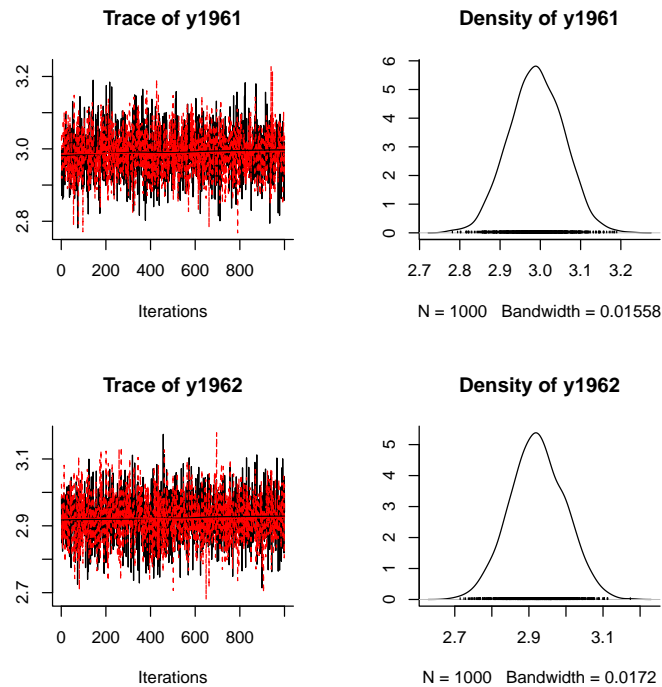 Trace of y1961
2.8 3.0 3.2
0 200 400 600 800
Iterations
Density of y1961
0 1 2 3 4 5 6
2.7 2.8 2.9 3.0 3.1 3.2
N = 1000 Bandwidth = 0.01558
Trace of y1962
2.7 2.9 3.1
0 200 400 600 800
Iterations
Density of y1962
0 1 2 3 4 5
2.7 2.9 3.1
N = 1000 Bandwidth = 0.0172